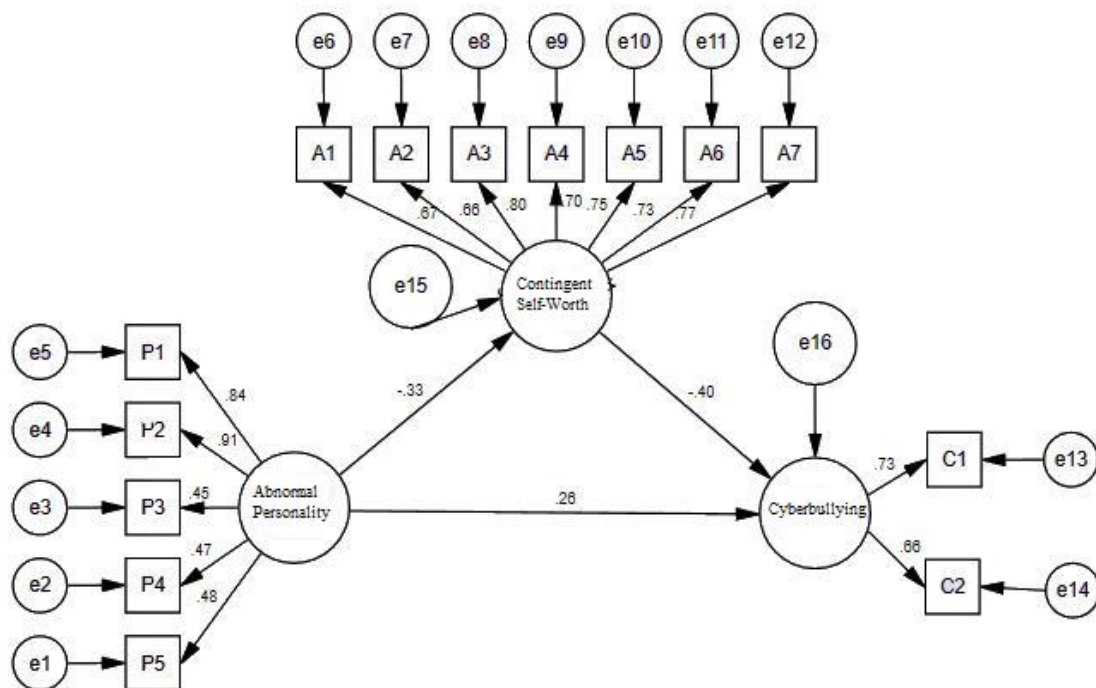 e6 e7 e8 e9 e10 e11 e12
A1 A2 A3 A4 A5 A6 A7
.67 .66 .80 .70 .75 .73 .77
e15
Contingent
Self-Worth
e16
e5 P1
.84
-.33
-.40
e4 P2
.91
e3 P3
.45
Abnormal
Personality
.26
Cyberbullying
.73
C1 e13
e2 P4
.47
.66
C2 e14
.48
e1 P5